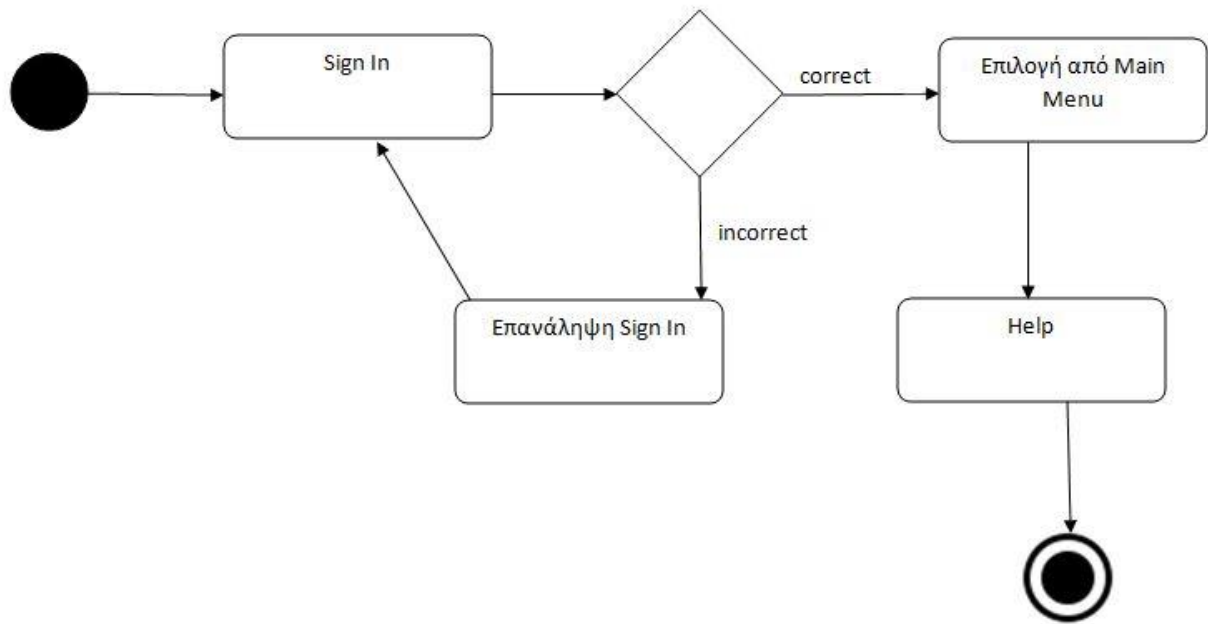 Sign In
correct
Επιλογή από Main
Menu
incorrect
Επανάληψη Sign In
Help